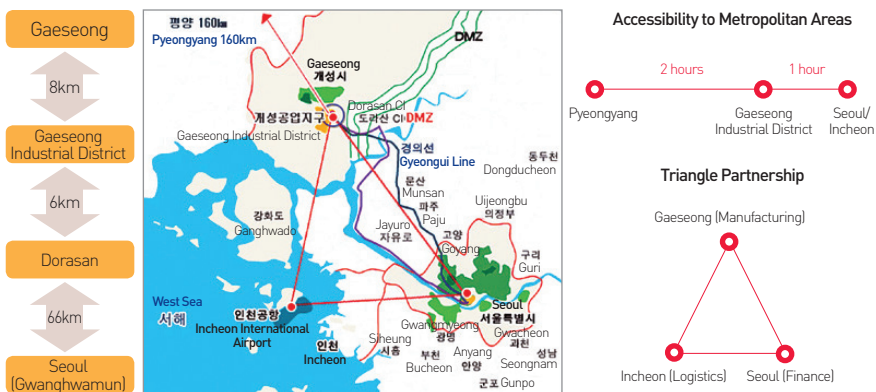 Gaeseong
8km
Gaeseong
Industrial District
6km
Dorasan
66km
Seoul
(Gwanghwamun)
평양 160km
Pyeongyang 160km
DMZ
Gaeseong
개성시
Dorasan CI
개성공업지구
도라산 CI DMZ
Gaeseong Industrial District
경의선
Gyeongui Line
동두천
Dongducheon
문산
Munsan
파주
Paju
Uijeongbu
의정부
강화도
Ganghwado
Jayuro
자유로
고양
Goyang
구리
Guri
West Sea
서해
인천공항
Incheon International
Airport
Seoul
서울특별시
Gwangmyeong
광명
Gwacheon
과천
Siheung
시흥
인천
Incheon
부천
Bucheon
Anyang
안양
성남
Seongnam
군포 Gunpo
Accessibility to Metropolitan Areas
2 hours
1 hour
Pyeongyang
Gaeseong
Industrial District
Seoul/
Incheon
Triangle Partnership
Gaeseong (Manufacturing)
Incheon (Logistics)
Seoul (Finance)